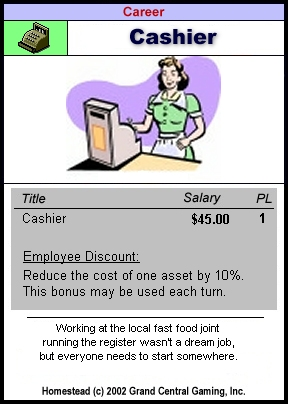 Career
Cashier
Title Salary PL
Cashier $45.00 1
Employee Discount:
Reduce the cost of one asset by 10%.
This bonus may be used each turn.
Working at the local fast food joint
running the register wasn't a dream job,
but everyone needs to start somewhere.
Homestead (c) 2002 Grand Central Gaming, Inc.